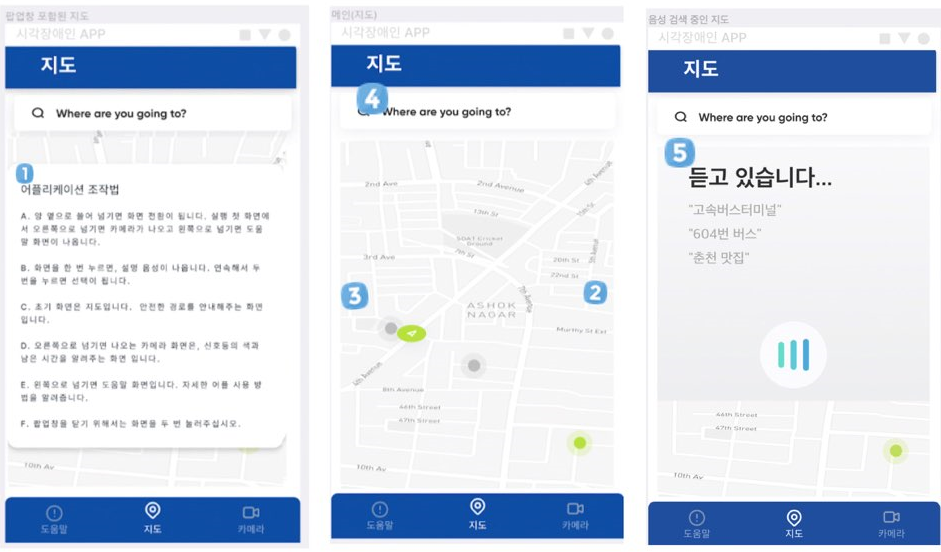 팝업창 포함된 지도
시각장애인 APP
지도
Where are you going to?
1
어플리케이션 조작법
A. 양 옆으로 쓸어 넘기면 화면 전환이 됩니다. 실행 첫 화면에
서 오른쪽으로 넘기면 카메라가 나오고 왼쪽으로 넘기면 도움
말 화면이 나옵니다.
B. 화면을 한 번 누르면, 설명 음성이 나옵니다. 연속해서 두
번을 누르면 선택이 됩니다.
C. 초기 화면은 지도입니다. 안전한 경로를 안내해주는 화면
입니다.
D. 오른쪽으로 넘기면 나오는 카메라 화면은, 신호등의 색과
남은 시간을 알려주는 화면 입니다.
E. 왼쪽으로 넘기면 도움말 화면입니다. 자세한 어플 사용 방
법을 알려줍니다.
F. 팝업창을 닫기 위해서는 화면을 두 번 눌러주십시오.
10th Av
도움말
지도
카메라
메인(지도)
시각장애인 APP
지도
4
Where are you going to?
4th Avenue
2nd Ave
2nd Avenue
15th St
13th St
SGAT Cricket
Ground
7th St
3rd Ave
20th St
22nd St
7th Avenue
3
2
ASHOK
NAGAR
Murthy St Ext
4th Avenue
8th Avenue
46th Street
47th Street
10th Av
도움말
지도
카메라
음성 검색 중인 지도
시각장애인 APP
지도
Where are you going to?
5
듣고 있습니다...
"고속버스터미널"
"604번 버스"
"춘천 맛집"
46th Street
47th Street
10th Av
도움말
지도
카메라